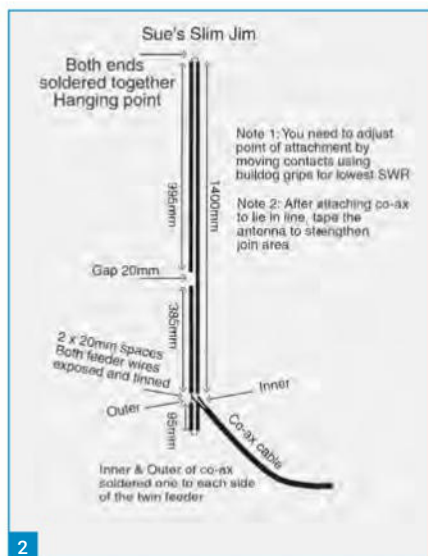 Sue's Slim Jim
Both ends
soldered together
Hanging point
Note 1: You need to adjust
point of attachment by
moving contacts using
bulldog grips for lowest SWR
Note 2: After attaching co-ax
to lie in line, tape the
antenna to strengthen
join area
995mm
1400mm
Gap 20mm
385mm
2 x 20mm spaces
Both feeder wires
exposed and tinned
Inner
Outer
95mm
Co-ax cable
Inner & Outer of co-ax
soldered one to each side
of the twin feeder
2